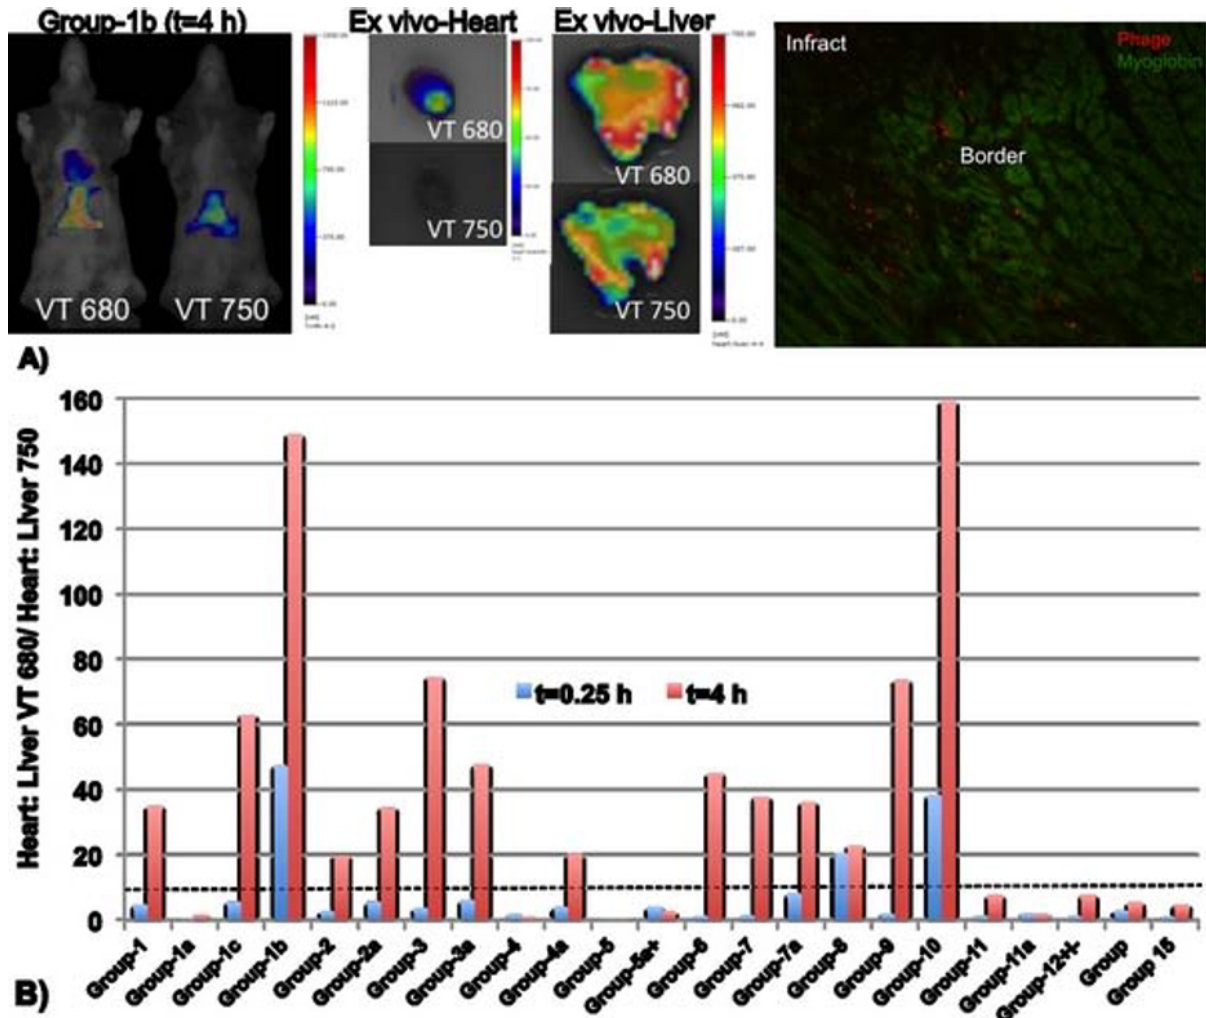 Group-1b (t=4 h)
Ex vivo-Heart
Ex vivo-Liver
VT 680
VT 750
VT 680
VT 750
VT 680
VT 750
Infract
Phage
Myoglobin
Border
A)
Heart: Liver VT 680/ Heart: Liver 750
160
140
120
100
80
60
40
20
0
t=0.25 h
t=4 h
Group-1
Group-1a
Group-1c
Group-1b
Group-2
Group-2a
Group-3
Group-3a
Group-4
Group-4a
Group-5
Group-5a+
Group-6
Group-7
Group-7a
Group-8
Group-9
Group-10
Group-11
Group-11a
Group-12+/-
Group
Group 15
B)